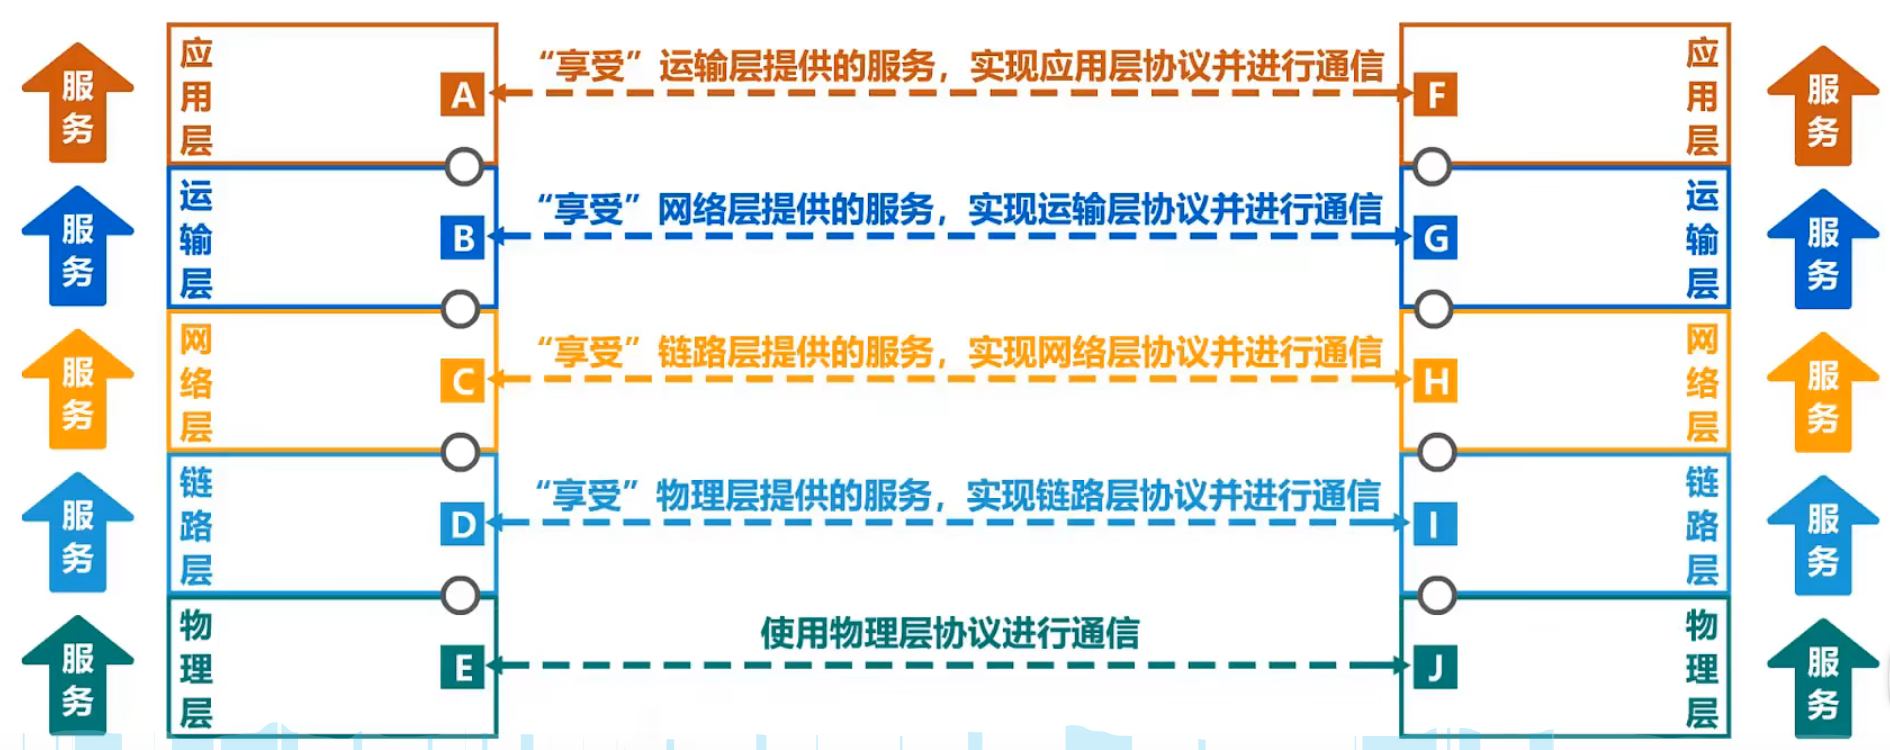 服务
应用层
A
“享受”运输层提供的服务，实现应用层协议并进行通信
F
应用层
服务
服务
运输层
B
“享受”网络层提供的服务，实现运输层协议并进行通信
G
运输层
服务
服务
网络层
C
“享受”链路层提供的服务，实现网络层协议并进行通信
H
网络层
服务
服务
链路层
D
“享受”物理层提供的服务，实现链路层协议并进行通信
I
链路层
服务
服务
物理层
E
使用物理层协议进行通信
J
物理层
服务